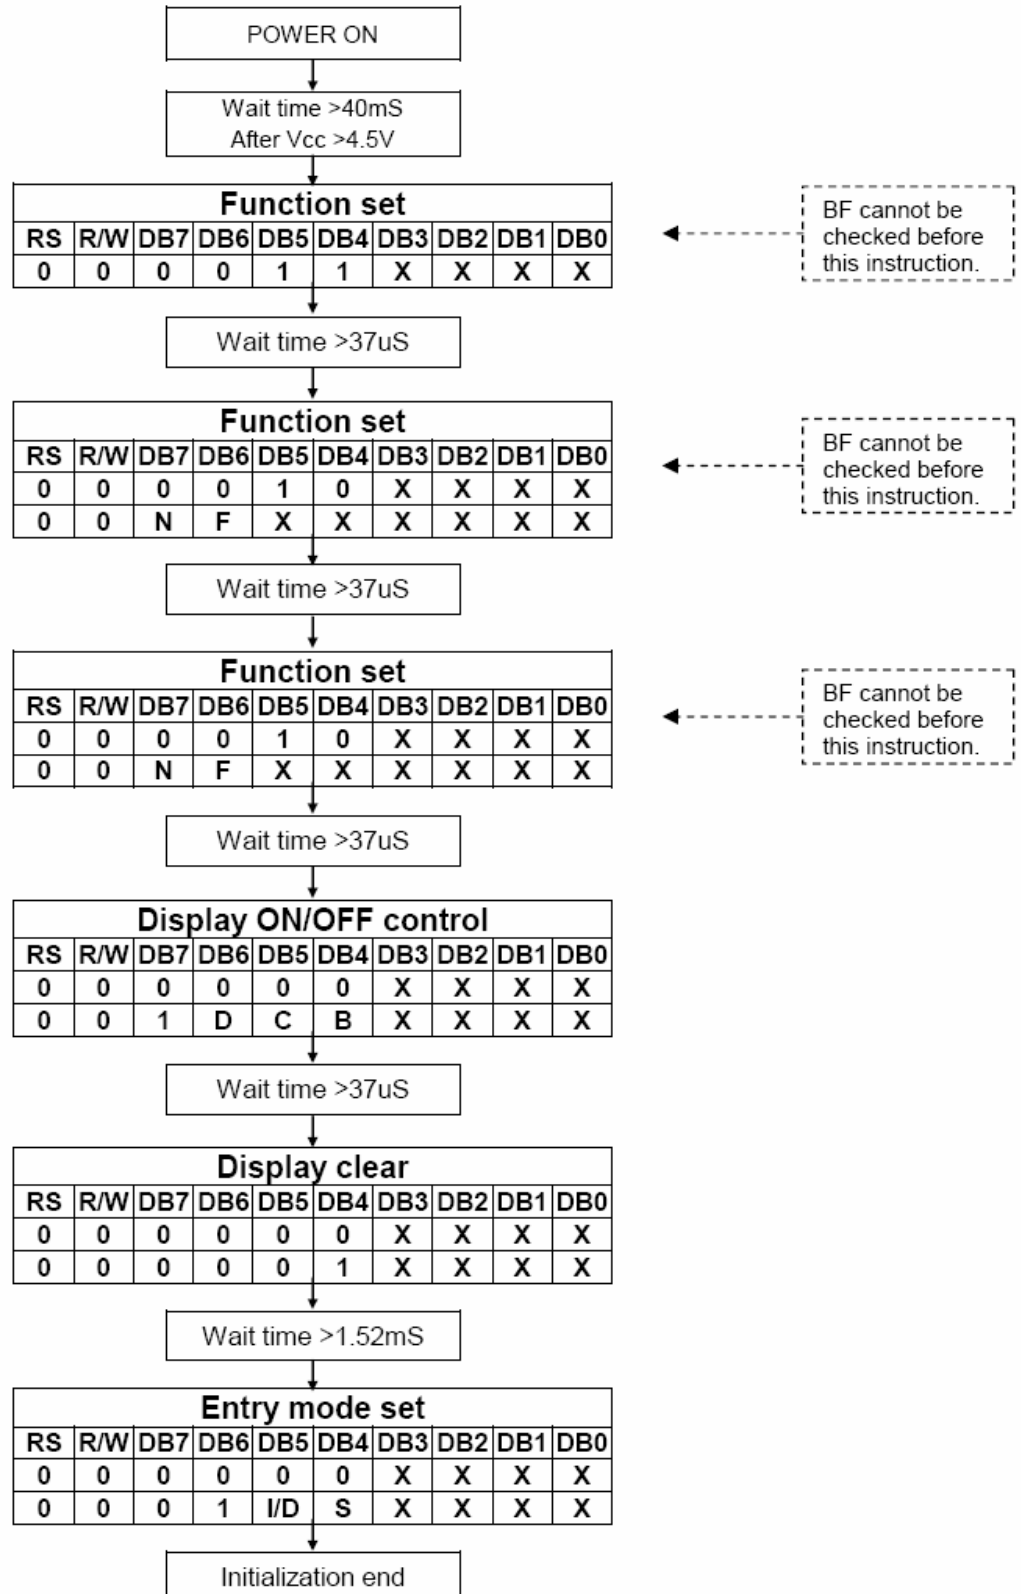 POWER ON
Wait time >40mS
After Vcc >4.5V
Function set
RS R/W DB7 DB6 DB5 DB4 DB3 DB2 DB1 DB0
0 0 0 0 1 1 X X X X
BF cannot be
checked before
this instruction.
Wait time >37uS
Function set
RS R/W DB7 DB6 DB5 DB4 DB3 DB2 DB1 DB0
0 0 0 0 1 0 X X X X
0 0 N F X X X X X X
BF cannot be
checked before
this instruction.
Wait time >37uS
Function set
RS R/W DB7 DB6 DB5 DB4 DB3 DB2 DB1 DB0
0 0 0 0 1 0 X X X X
0 0 N F X X X X X X
BF cannot be
checked before
this instruction.
Wait time >37uS
Display ON/OFF control
RS R/W DB7 DB6 DB5 DB4 DB3 DB2 DB1 DB0
0 0 0 0 0 0 X X X X
0 0 1 D C B X X X X
Wait time >37uS
Display clear
RS R/W DB7 DB6 DB5 DB4 DB3 DB2 DB1 DB0
0 0 0 0 0 0 X X X X
0 0 0 0 0 1 X X X X
Wait time >1.52mS
Entry mode set
RS R/W DB7 DB6 DB5 DB4 DB3 DB2 DB1 DB0
0 0 0 0 0 0 X X X X
0 0 0 1 I/D S X X X X
Initialization end